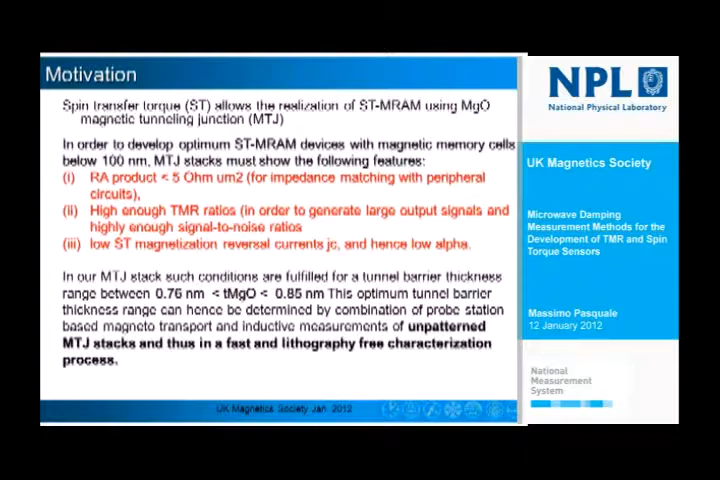 Motivation
Spin transfer torque (ST) allows the realization of ST-MRAM using MgO
magnetic tunneling junction (MTJ)
In order to develop optimum ST-MRAM devices with magnetic memory cells
below 100 nm, MTJ stacks must show the following features:
(i) RA product < 5 Ohm um2 (for impedance matching with peripheral
circuits),
(ii) High enough TMR ratios (in order to generate large output signals and
highly enough signal-to-noise ratios
(iii) low ST magnetization reversal currents jc, and hence low alpha.
In our MTJ stack such conditions are fulfilled for a tunnel barrier thickness
range between 0.76 nm < tMgO < 0.85 nm This optimum tunnel barrier
thickness range can hence be determined by combination of probe station
based magneto transport and inductive measurements of unpatterned
MTJ stacks and thus in a fast and lithography free characterization
process.
UK Magnetics Society Jan. 2012
NPL
National Physical Laboratory
UK Magnetics Society
Microwave Damping
Measurement Methods for the
Development of TMR and Spin
Torque Sensors
Massimo Pasquale
12 January 2012
National
Measurement
System